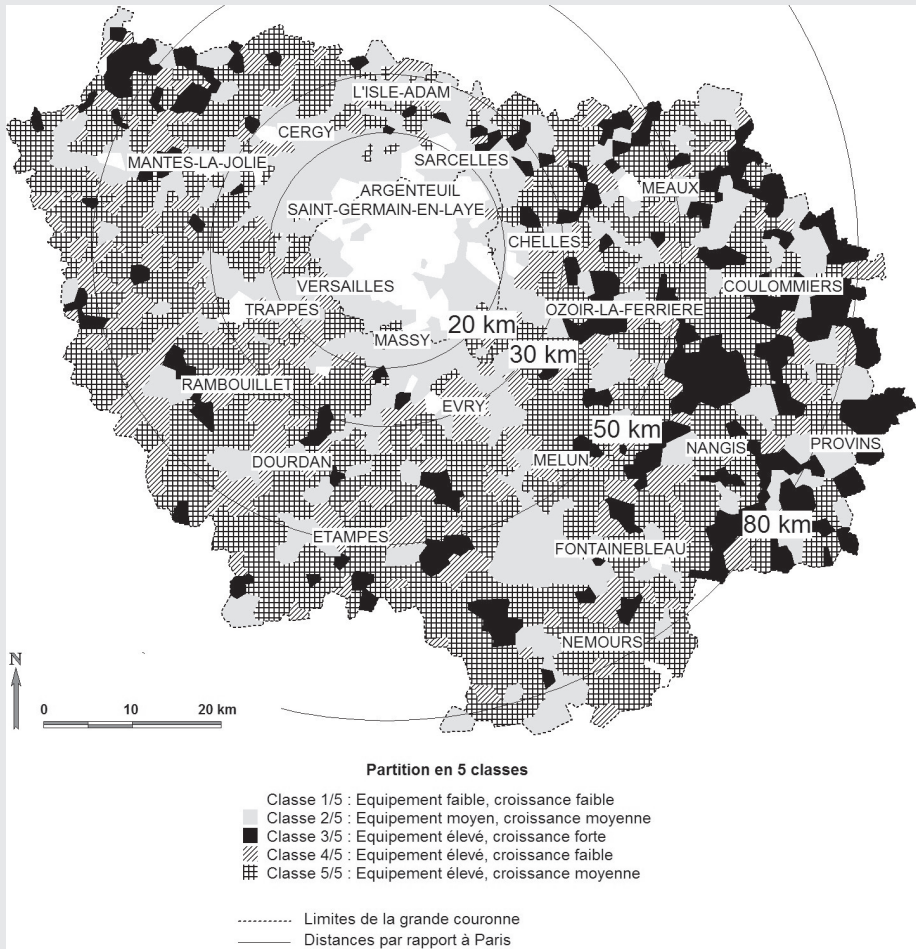 L'ISLE-ADAM
CERGY
SARCELLES
MANTES-LA-JOLIE
ARGENTEUIL
MEAUX
SAINT-GERMAIN-EN-LAYE
CHELLES
VERSAILLES
COULOMMIERS
TRAPPES
OZOIR-LA-FERRIERE
20 km
MASSY
30 km
RAMBOUILLET
EVRY
50 km
NANGIS
PROVINS
DOURDAN
MELUN
80 km
ETAMPES
FONTAINEBLEAU
NEMOURS
N
0 10 20 km
Partition en 5 classes
Classe 1/5 : Equipement faible, croissance faible
Classe 2/5 : Equipement moyen, croissance moyenne
Classe 3/5 : Equipement élevé, croissance forte
Classe 4/5 : Equipement élevé, croissance faible
Classe 5/5 : Equipement élevé, croissance moyenne
Limites de la grande couronne
Distances par rapport à Paris